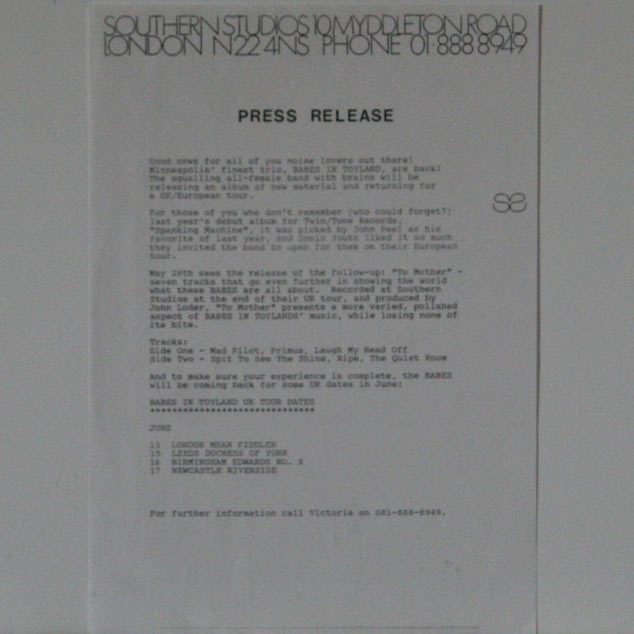 SOUTHERN STUDIOS 10 MYDDLETON ROAD
LONDON N22 4NS PHONE 01·888 8949
PRESS RELEASE
Good news for all of you noise lovers out there!
Minneapolis' finest trio, BABES IN TOYLAND, are back!
The squalling all-female band with brains will be
releasing an album of new material and returning for
a UK/European tour.
For those of you who don't remember (who could forget?)
last year's debut album for Twin/Tone Records,
"Spanking Machine", it was picked by John Peel as his
favorite of last year, and Sonic Youth liked it so much
they invited the band to open for them on their European
tour.
May 28th sees the release of the follow-up: "To Mother" -
seven tracks that go even further in showing the world
what these BABES are all about. Recorded at Southern
Studios at the end of their UK tour, and produced by
John Loder, "To Mother" presents a more varied, polished
aspect of BABES IN TOYLANDS' music, while losing none of
its bite.
Tracks:
Side One - Mad Pilot, Primus, Laugh My Head Off
Side Two - Spit To See The Shine, Ripe, The Quiet Room
And to make sure your experience is complete, the BABES
will be coming back for some UK dates in June:
BABES IN TOYLAND UK TOUR DATES
******************************
JUNE
13 LONDON MEAN FIDDLER
15 LEEDS DUCHESS OF YORK
16 BIRMINGHAM EDWARDS NO. 8
17 NEWCASTLE RIVERSIDE
For further information call Victoria on 081-888-8949.